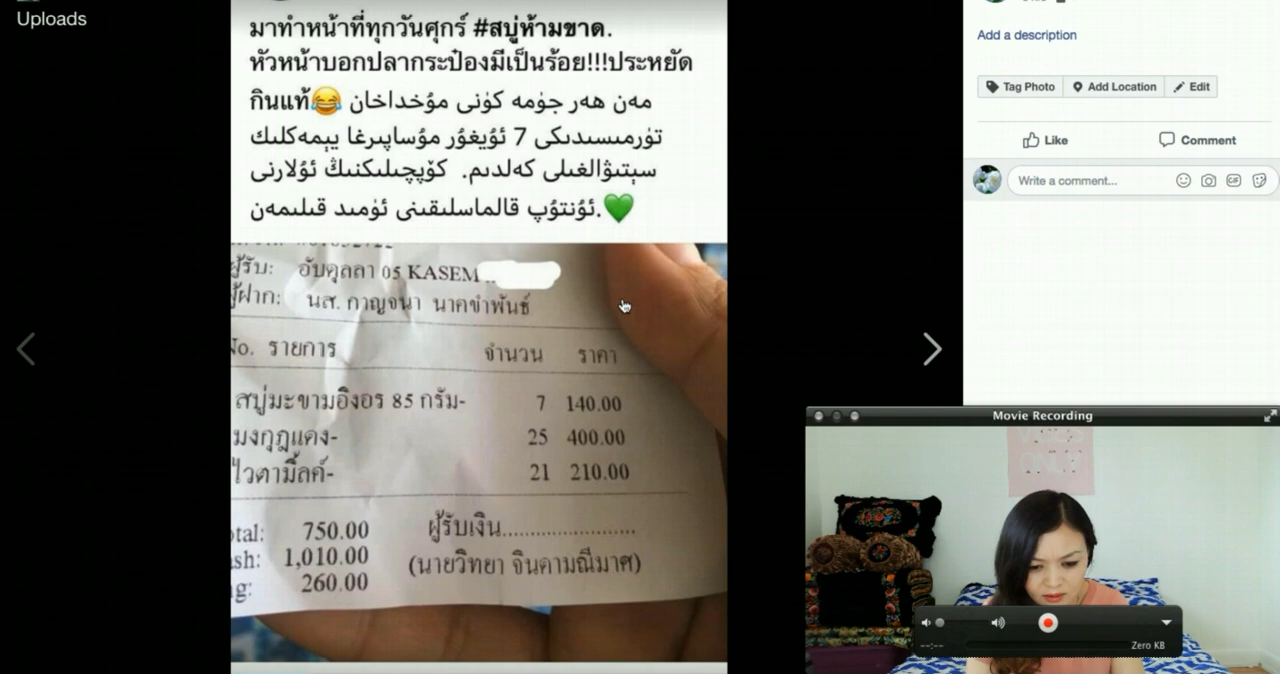 Uploads
มาทำหน้าที่ทุกวันศุกร์ #สบู่ห้ามขาด.
หัวหน้าบอกปลากระป๋องมีเป็นร้อย!!!ประหยัด
กินแท้😂 مەن ھەر جۈمە كۈنى مۇخداخان
تۈرمىسىدىكى 7 ئۇيغۇر مۇساپىرغا يېمەكلىك
سېتىۋالغىلى كەلدىم. كۆپچىلىكنىڭ ئۇلارنى
ئۇنتۇپ قالماسلىقىنى ئۈمىد قىلىمەن.💚
ผู้รับ: อับดุลลา 05 KASEM
ผู้ฝาก: นส. กาญจนา นาคขำพันธ์
No. รายการ จำนวน ราคา
สบู่มะขามอิงอร 85 กรัม- 7 140.00
มงกุฎแดง- 25 400.00
ไวตามิ้ลค์- 21 210.00
otal: 750.00 ผู้รับเงิน
ash: 1,010.00 (นายวิทยา จินดามณีมาศ)
g: 260.00
Add a description
Tag Photo Add Location Edit
Like Comment
Write a comment...
GIF
Movie Recording
ONLY
--:-- Zero KB